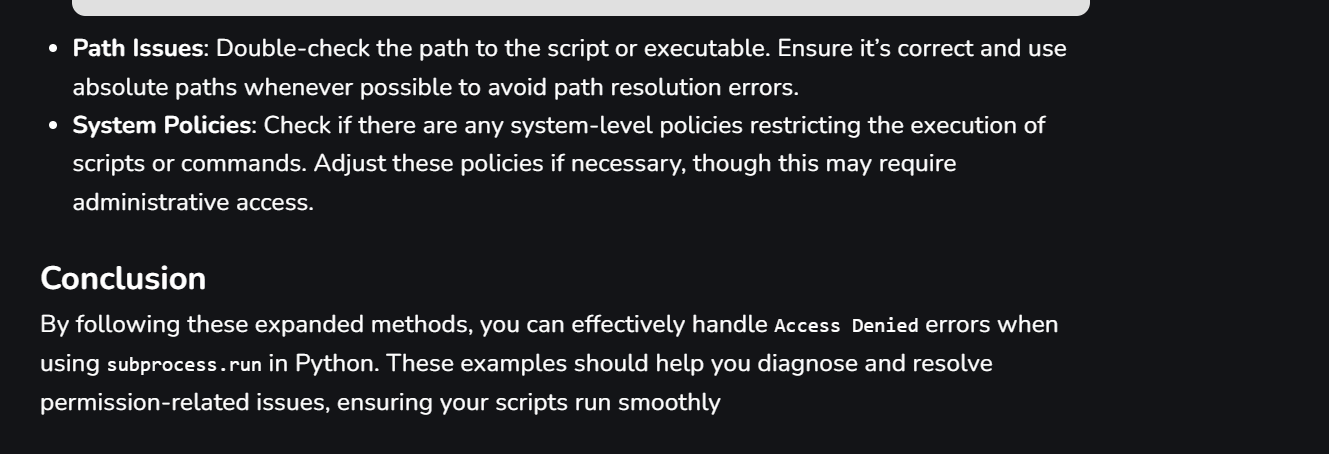 • Path Issues: Double-check the path to the script or executable. Ensure it’s correct and use
absolute paths whenever possible to avoid path resolution errors.
• System Policies: Check if there are any system-level policies restricting the execution of
scripts or commands. Adjust these policies if necessary, though this may require
administrative access.
Conclusion
By following these expanded methods, you can effectively handle Access Denied errors when
using subprocess.run in Python. These examples should help you diagnose and resolve
permission-related issues, ensuring your scripts run smoothly